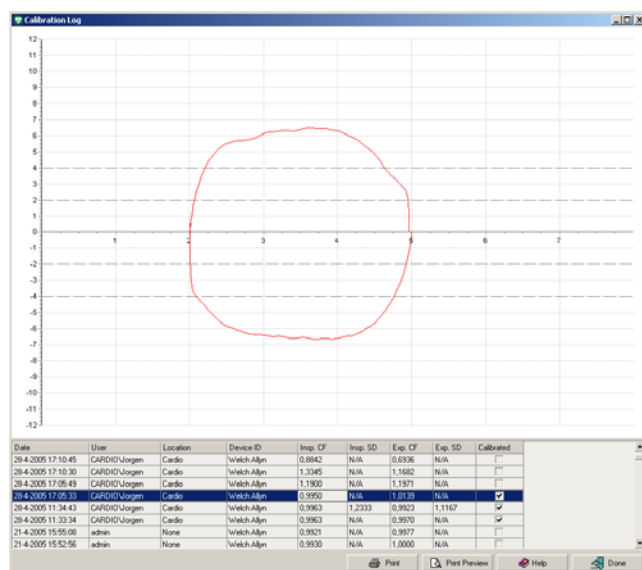 Calibration Log
12
11
10
9
8
7
6
5
4
3
2
1
0
1 2 3 4 5 6 7
-1
-2
-3
-4
-5
-6
-7
-8
-9
-10
-11
-12
Date User Location Device ID Insp. CF Insp. SD Exp. CF Exp. SD Calibrated
28-4-2005 17:10:45 CARDIO\Jorgen Cardio Welch Allyn 0,8842 N/A 0,6936 N/A
28-4-2005 17:10:30 CARDIO\Jorgen Cardio Welch Allyn 1,3345 N/A 1,1682 N/A
28-4-2005 17:05:49 CARDIO\Jorgen Cardio Welch Allyn 1,1900 N/A 1,1971 N/A
28-4-2005 17:05:33 CARDIO\Jorgen Cardio Welch Allyn 0,9950 N/A 1,0139 N/A
28-4-2005 11:34:43 CARDIO\Jorgen Cardio Welch Allyn 0,9963 1,2333 0,9923 1,1167
28-4-2005 11:33:34 CARDIO\Jorgen Cardio Welch Allyn 0,9963 N/A 0,9970 N/A
21-4-2005 15:55:08 admin None Welch Allyn 0,9921 N/A 0,9977 N/A
21-4-2005 15:52:56 admin None Welch Allyn 0,9930 N/A 1,0000 N/A
Print Print Preview Help Done